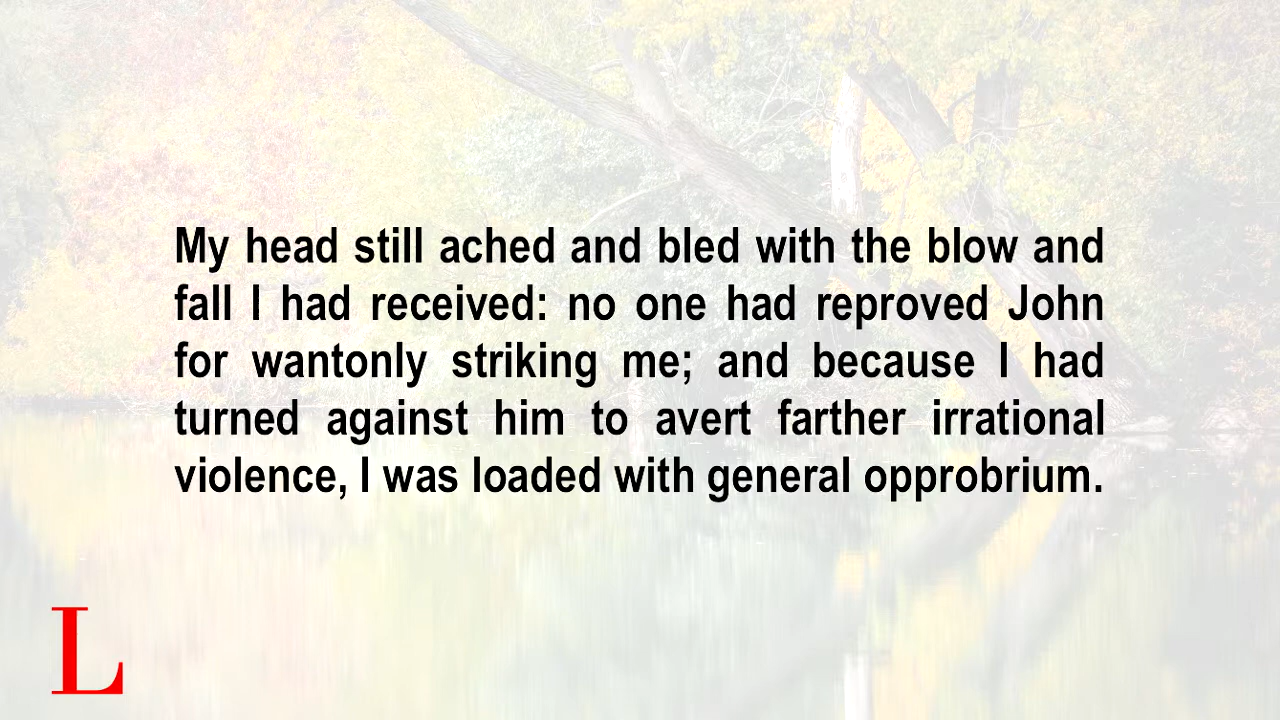 My head still ached and bled with the blow and
fall I had received: no one had reproved John
for wantonly striking me; and because I had
turned against him to avert farther irrational
violence, I was loaded with general opprobrium.
L